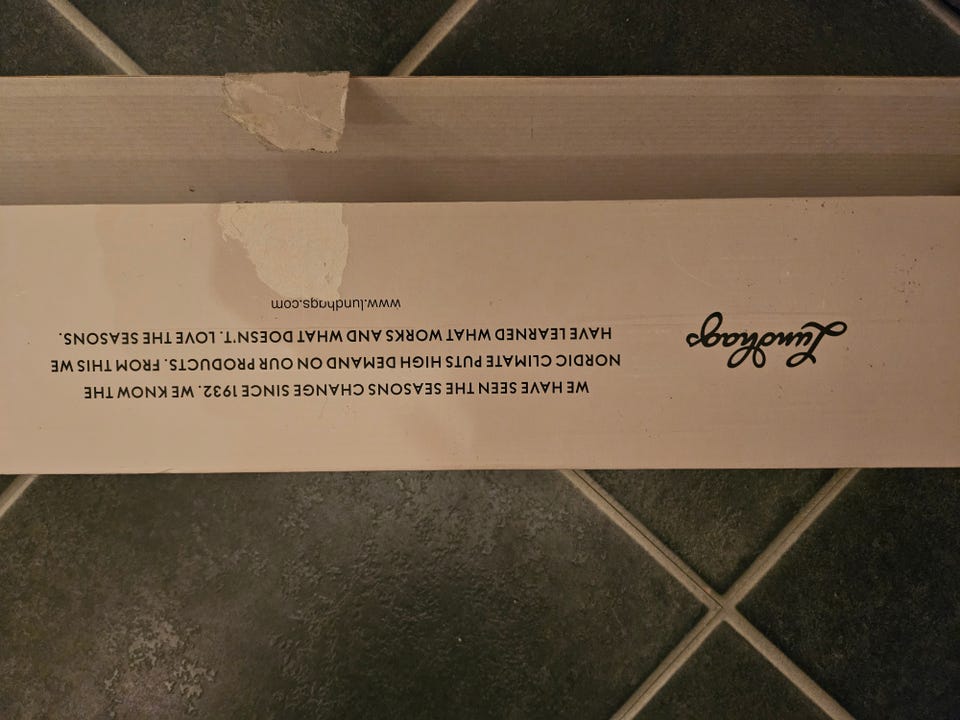 Lundhags
WE HAVE SEEN THE SEASONS CHANGE SINCE 1932. WE KNOW THE
NORDIC CLIMATE PUTS HIGH DEMAND ON OUR PRODUCTS. FROM THIS WE
HAVE LEARNED WHAT WORKS AND WHAT DOESN'T. LOVE THE SEASONS.
www.lundhags.com